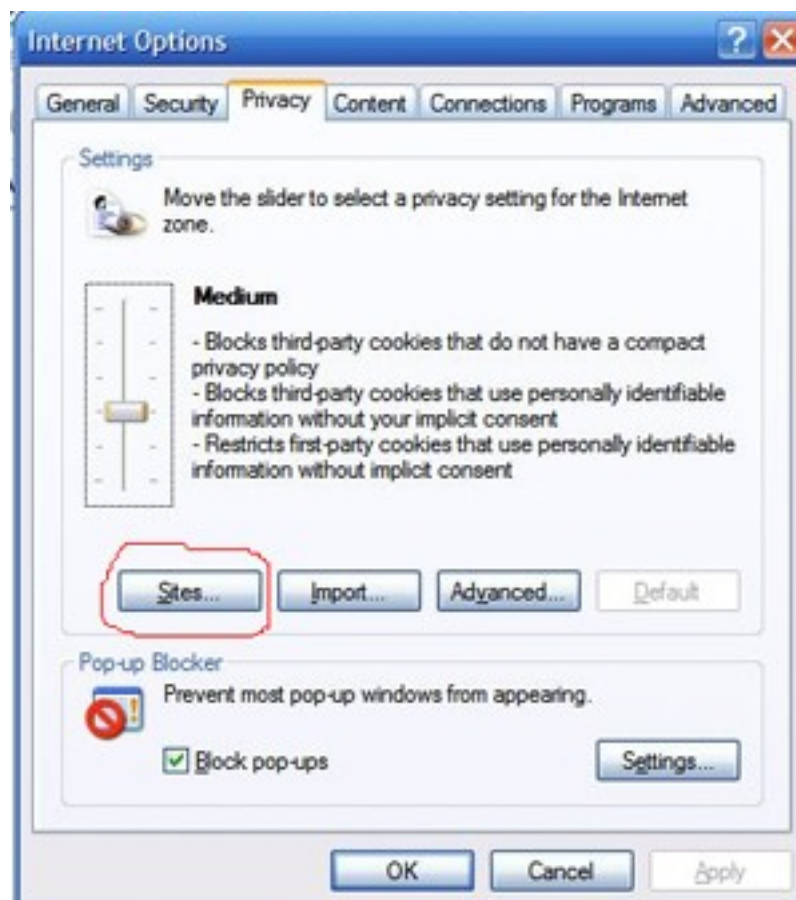 Internet Options
General Security Privacy Content Connections Programs Advanced
Settings
Move the slider to select a privacy setting for the Internet
zone.
Medium
- Blocks third-party cookies that do not have a compact
privacy policy
- Blocks third-party cookies that use personally identifiable
information without your implicit consent
- Restricts first-party cookies that use personally identifiable
information without implicit consent
Sites... Import... Advanced... Default
Pop-up Blocker
Prevent most pop-up windows from appearing.
Block pop-ups Settings...
OK Cancel Apply